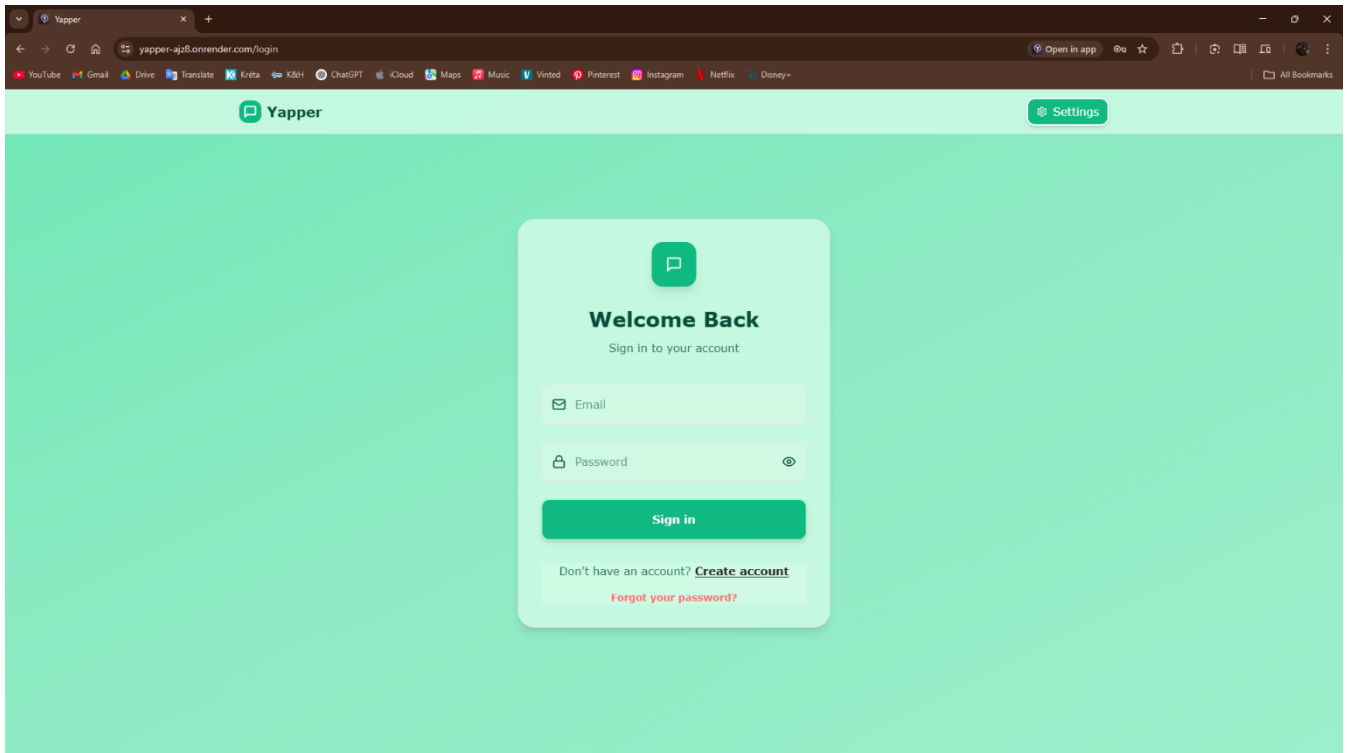 Yapper
yapper-ajz8.onrender.com/login
Open in app
YouTube Gmail Drive Translate Kréta K&H ChatGPT iCloud Maps Music Vinted Pinterest Instagram Netflix Disney+ All Bookmarks
Yapper Settings
Welcome Back
Sign in to your account
Email
Password
Sign in
Don't have an account? Create account
Forgot your password?